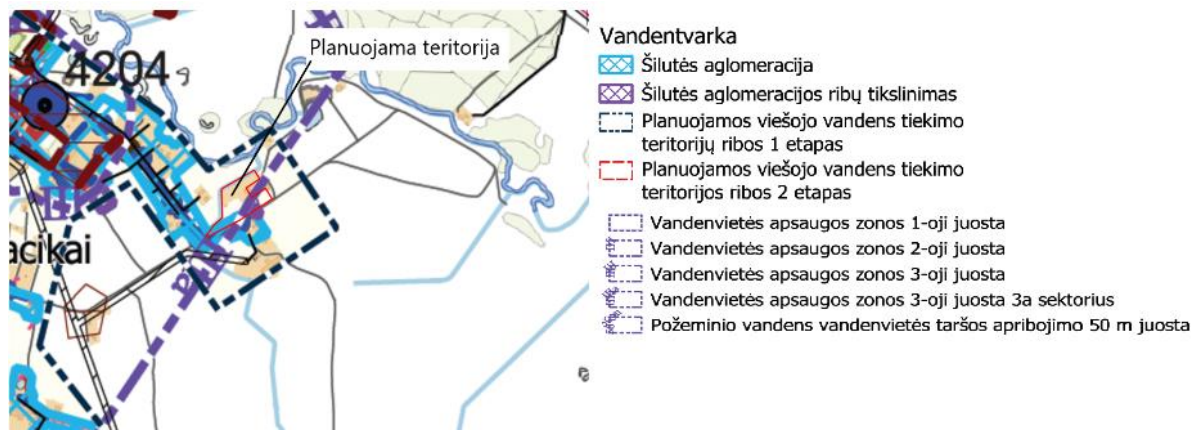 Planuojama teritorija
4204
acikai
Vandentvarka
Šilutės aglomeracija
Šilutės aglomeracijos ribų tikslinimas
Planuojamos viešojo vandens tiekimo
teritorijų ribos 1 etapas
Planuojamos viešojo vandens tiekimo
teritorijos ribos 2 etapas
Vandenvietės apsaugos zonos 1-oji juosta
Vandenvietės apsaugos zonos 2-oji juosta
Vandenvietės apsaugos zonos 3-oji juosta
Vandenvietės apsaugos zonos 3-oji juosta 3a sektorius
Požeminio vandens vandenvietės taršos apribojimo 50 m juosta